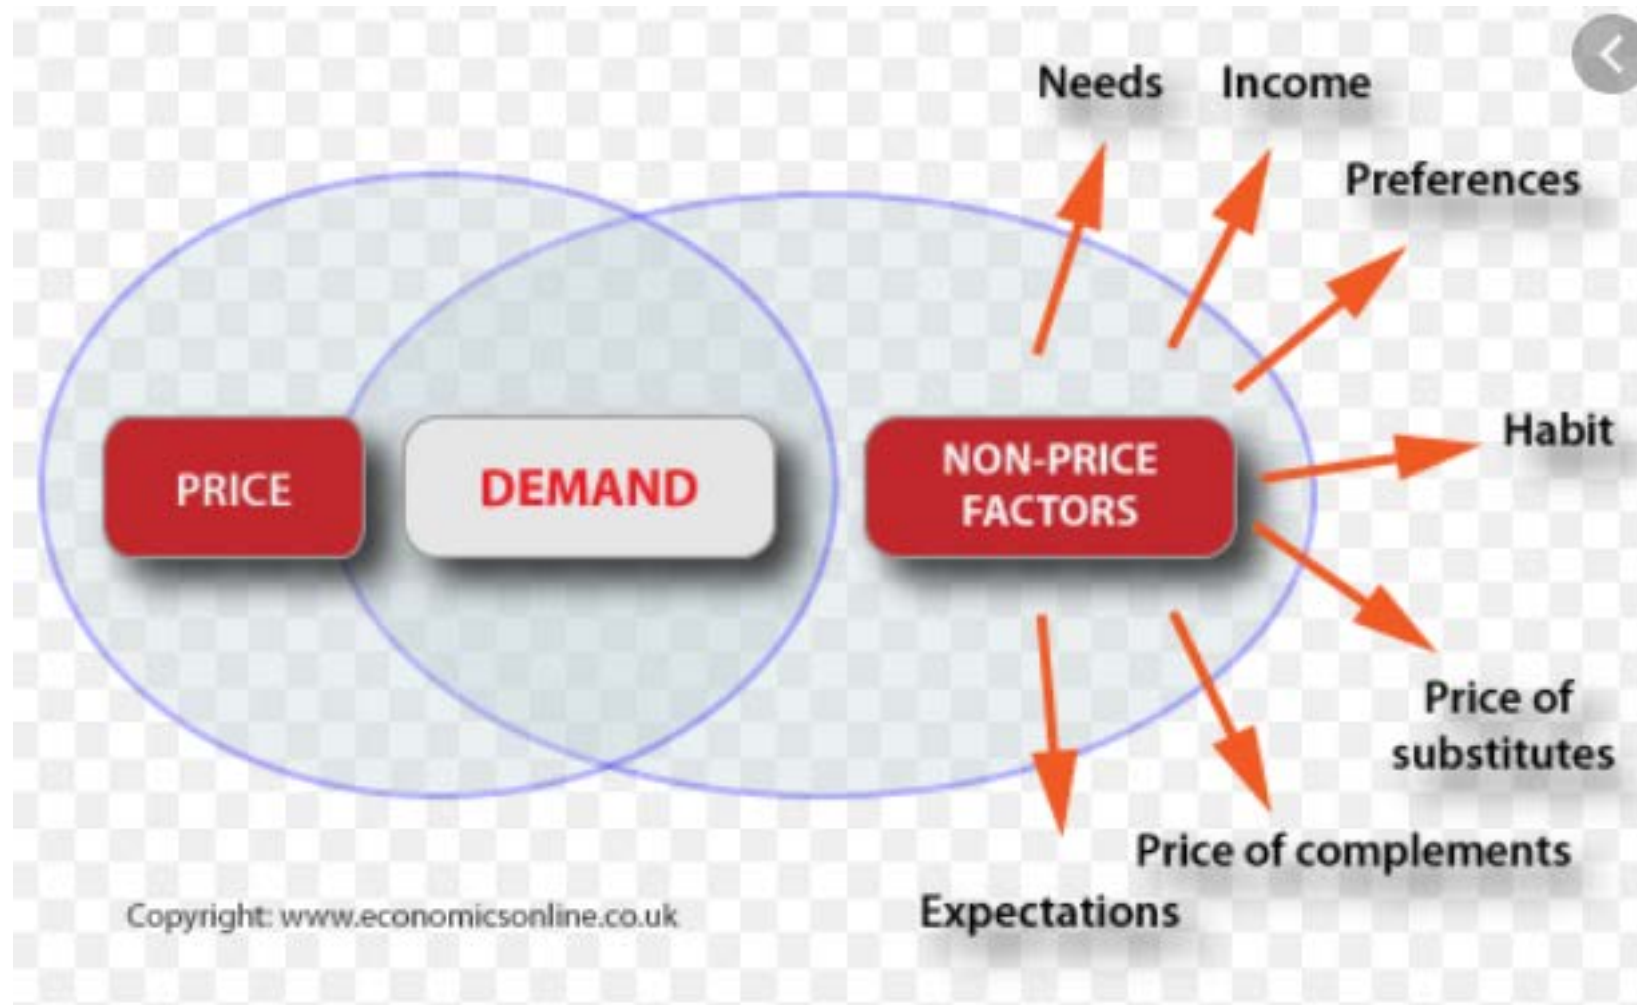 Needs
Income
Preferences
Habit
PRICE
DEMAND
NON-PRICE
FACTORS
Price of
substitutes
Price of complements
Expectations
Copyright: www.economicsonline.co.uk